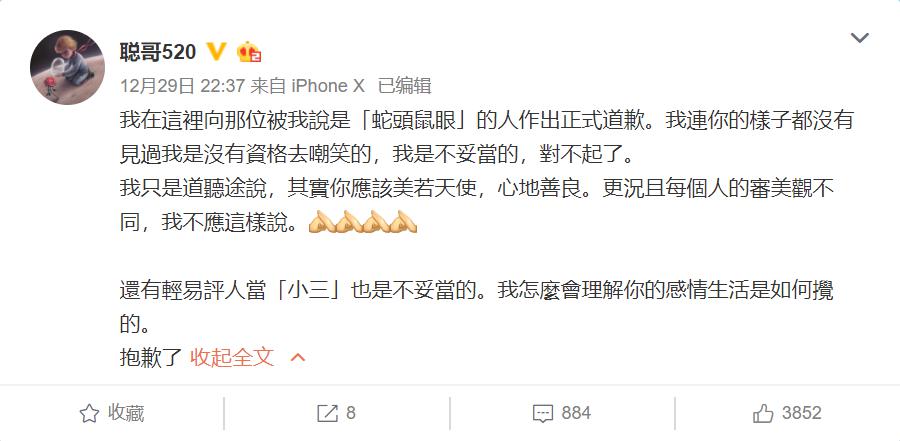 聪哥520
12月29日 22:37 来自 iPhone X 已编辑
我在這裡向那位被我說是「蛇頭鼠眼」的人作出正式道歉。我連你的樣子都沒有
見過我是沒有資格去嘲笑的，我是不妥當的，對不起了。
我只是道聽途說，其實你應該美若天使，心地善良。更況且每個人的審美觀不
同，我不應這樣說。
還有輕易評人當「小三」也是不妥當的。我怎麼會理解你的感情生活是如何攪
的。
抱歉了 收起全文
收藏 8 884 3852